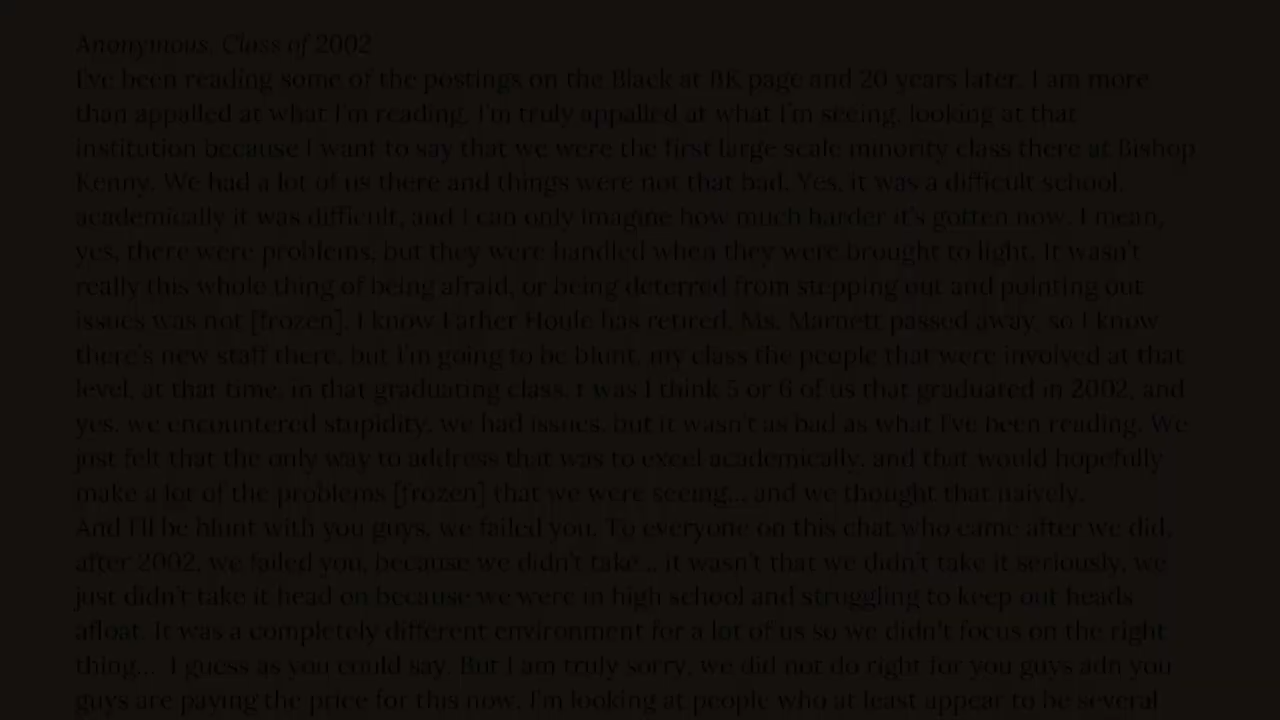 Anonymous, Class of 2002
I've been reading some of the postings on the Black at BK page and 20 years later, I am more
than appalled at what I'm reading, I'm truly appalled at what I'm seeing, looking at that
institution because I want to say that we were the first large scale minority class there at Bishop
Kenny. We had a lot of us there and things were not that bad. Yes, it was a difficult school,
academically it was difficult, and I can only imagine how much harder it's gotten now. I mean,
yes, there were problems, but they were handled when they were brought to light. It wasn't
really this whole thing of being afraid, or being deterred from stepping out and pointing out
issues was not [frozen]. I know Father Houle has retired, Ms. Marnett passed away, so I know
there's new staff there, but I'm going to be blunt, my class the people that were involved at that
level, at that time, in that graduating class, t was I think 5 or 6 of us that graduated in 2002, and
yes, we encountered stupidity, we had issues, but it wasn't as bad as what I've been reading. We
just felt that the only way to address that was to excel academically, and that would hopefully
make a lot of the problems [frozen] that we were seeing... and we thought that naively.
And I'll be blunt with you guys, we failed you. To everyone on this chat who came after we did,
after 2002, we failed you, because we didn't take... it wasn't that we didn't take it seriously, we
just didn't take it head on because we were in high school and struggling to keep out heads
afloat. It was a completely different environment for a lot of us so we didn't focus on the right
thing... I guess as you could say. But I am truly sorry, we did not do right for you guys adn you
guys are paying the price for this now. I'm looking at people who at least appear to be several